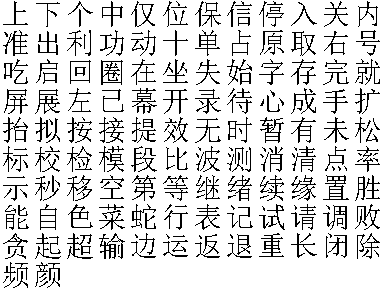 上下个中仅位保信停入关内
准出利功动十单占原取右号
吃启回圈在坐失始字存完就
屏展左已幕开录待心成手扩
抬拟按接提效无时暂有未松
标校检模段比波测消清点率
示秒移空第等继绪续缘置胜
能自色菜蛇行表记试请调败
贪起超输边运返退重长闭除
频颜